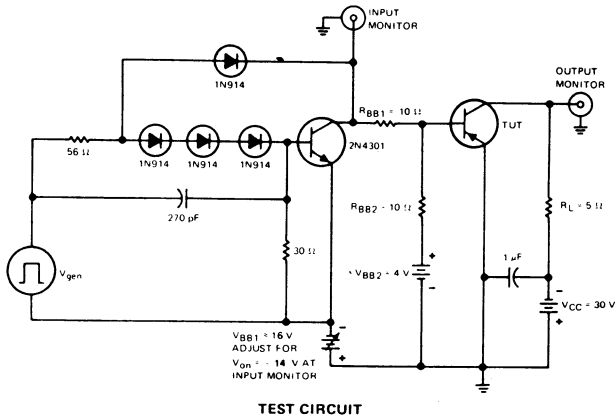 INPUT
MONITOR
1N914
OUTPUT
MONITOR
RBB1 = 10 Ω
TUT
56 Ω
1N914
1N914
1N914
2N4301
270 pF
RBB2 = 10 Ω
RL = 5 Ω
30 Ω
Vgen
VBB2 = 4 V
1 µF
VCC = 30 V
VBB1 ≈ 16 V
ADJUST FOR
Von = - 14 V AT
INPUT MONITOR
TEST CIRCUIT